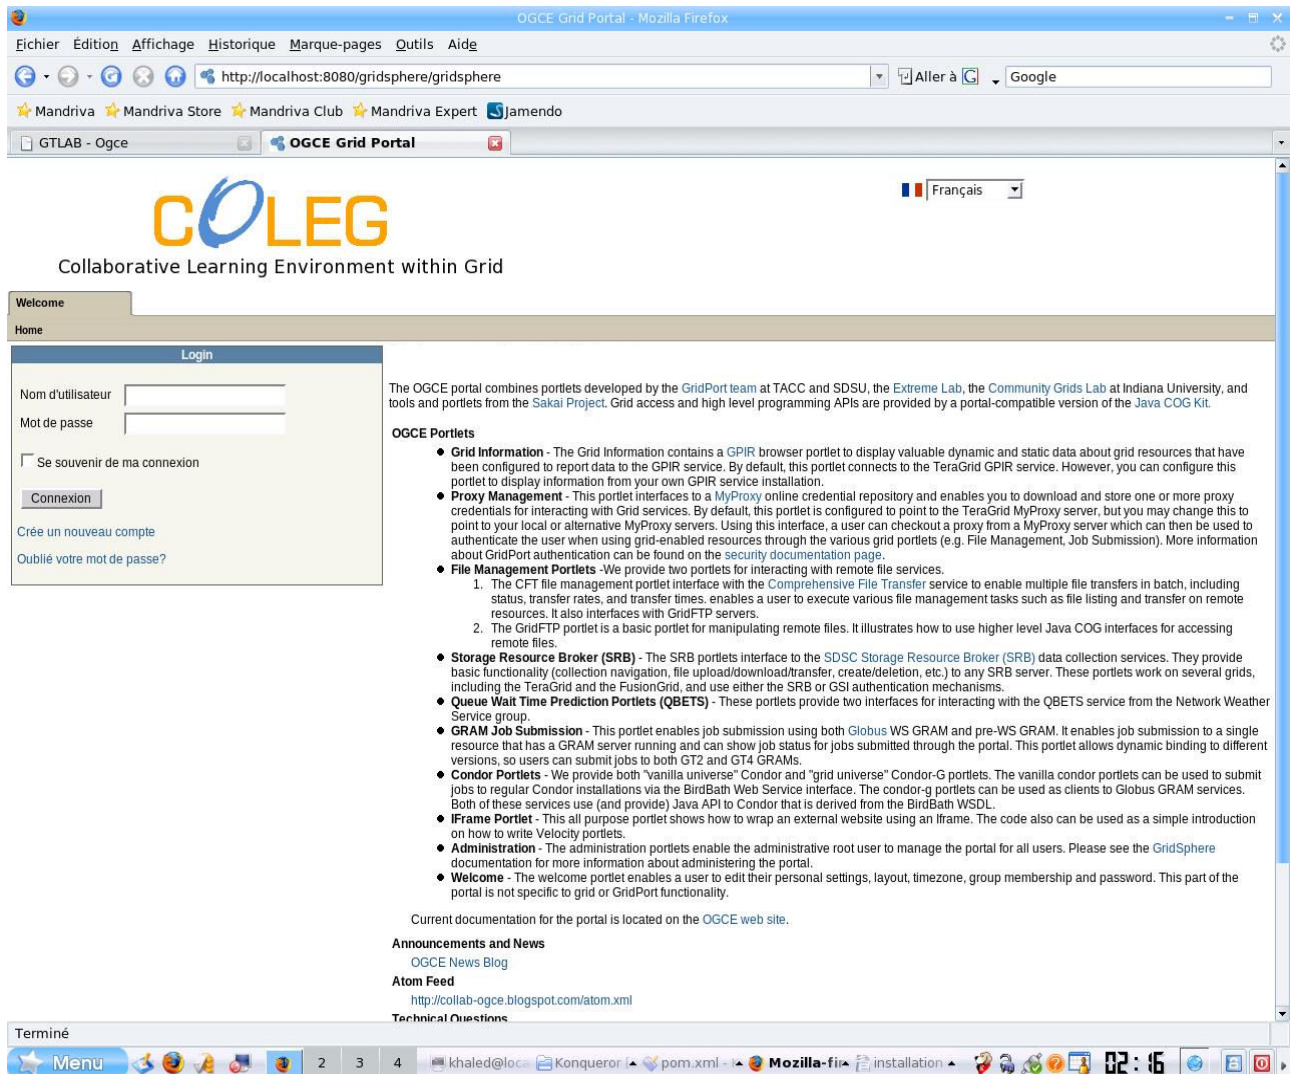 OGCE Grid Portal - Mozilla Firefox
Fichier Édition Affichage Historique Marque-pages Outils Aide
http://localhost:8080/gridsphere/gridsphere Aller à G Google
Mandriva Mandriva Store Mandriva Club Mandriva Expert Jamendo
GTLAB - Ogce OGCE Grid Portal
Français
COLEG
Collaborative Learning Environment within Grid
Welcome
Home
Login
Nom d'utilisateur
Mot de passe
Se souvenir de ma connexion
Connexion
Crée un nouveau compte
Oublié votre mot de passe?
The OGCE portal combines portlets developed by the GridPort team at TACC and SDSU, the Extreme Lab, the Community Grids Lab at Indiana University, and
tools and portlets from the Sakai Project. Grid access and high level programming APIs are provided by a portal-compatible version of the Java COG Kit.
OGCE Portlets
Grid Information - The Grid Information contains a GPIR browser portlet to display valuable dynamic and static data about grid resources that have
been configured to report data to the GPIR service. By default, this portlet connects to the TeraGrid GPIR service. However, you can configure this
portlet to display information from your own GPIR service installation.
Proxy Management - This portlet interfaces to a MyProxy online credential repository and enables you to download and store one or more proxy
credentials for interacting with Grid services. By default, this portlet is configured to point to the TeraGrid MyProxy server, but you may change this to
point to your local or alternative MyProxy servers. Using this interface, a user can checkout a proxy from a MyProxy server which can then be used to
authenticate the user when using grid-enabled resources through the various grid portlets (e.g. File Management, Job Submission). More information
about GridPort authentication can be found on the security documentation page.
File Management Portlets -We provide two portlets for interacting with remote file services.
1. The CFT file management portlet interface with the Comprehensive File Transfer service to enable multiple file transfers in batch, including
status, transfer rates, and transfer times. enables a user to execute various file management tasks such as file listing and transfer on remote
resources. It also interfaces with GridFTP servers.
2. The GridFTP portlet is a basic portlet for manipulating remote files. It illustrates how to use higher level Java COG interfaces for accessing
remote files.
Storage Resource Broker (SRB) - The SRB portlets interface to the SDSC Storage Resource Broker (SRB) data collection services. They provide
basic functionality (collection navigation, file upload/download/transfer, create/deletion, etc.) to any SRB server. These portlets work on several grids,
including the TeraGrid and the FusionGrid, and use either the SRB or GSI authentication mechanisms.
Queue Wait Time Prediction Portlets (QBETS) - These portlets provide two interfaces for interacting with the QBETS service from the Network Weather
Service group.
GRAM Job Submission - This portlet enables job submission using both Globus WS GRAM and pre-WS GRAM. It enables job submission to a single
resource that has a GRAM server running and can show job status for jobs submitted through the portal. This portlet allows dynamic binding to different
versions, so users can submit jobs to both GT2 and GT4 GRAMs.
Condor Portlets - We provide both "vanilla universe" Condor and "grid universe" Condor-G portlets. The vanilla condor portlets can be used to submit
jobs to regular Condor installations via the BirdBath Web Service interface. The condor-g portlets can be used as clients to Globus GRAM services.
Both of these services use (and provide) Java API to Condor that is derived from the BirdBath WSDL.
IFrame Portlet - This all purpose portlet shows how to wrap an external website using an Iframe. The code also can be used as a simple introduction
on how to write Velocity portlets.
Administration - The administration portlets enable the administrative root user to manage the portal for all users. Please see the GridSphere
documentation for more information about administering the portal.
Welcome - The welcome portlet enables a user to edit their personal settings, layout, timezone, group membership and password. This part of the
portal is not specific to grid or GridPort functionality.
Current documentation for the portal is located on the OGCE web site.
Announcements and News
OGCE News Blog
Atom Feed
http://collab-ogce.blogspot.com/atom.xml
Technical Questions
Terminé
Menu 2 3 4 khaled@loca Konqueror pom.xml - Mozilla-fir installation 02:16